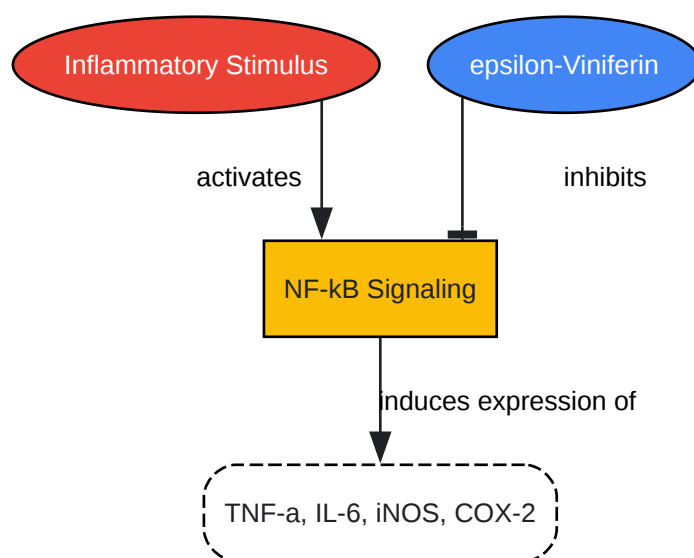 Inflammatory Stimulus
epsilon-Viniferin
activates
inhibits
NF-kB Signaling
induces expression of
TNF-a, IL-6, iNOS, COX-2